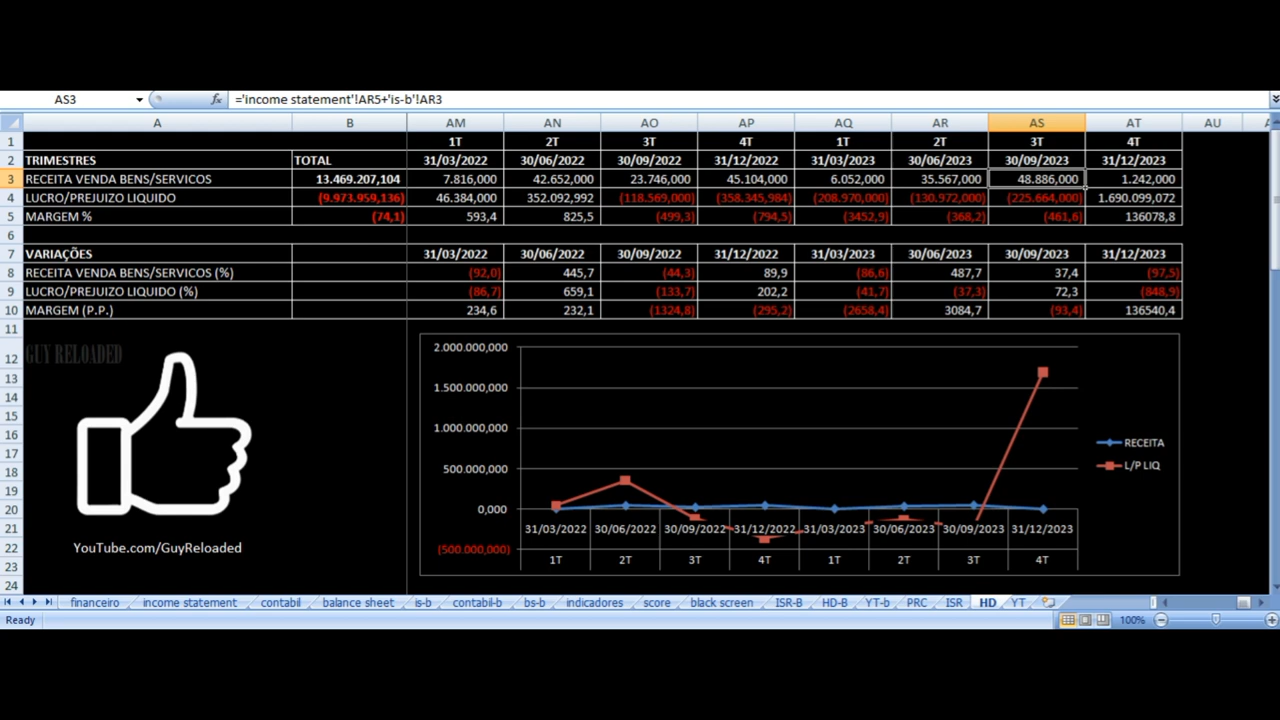 AS3 fx ='income statement'!AR5+'is-b'!AR3
A B AM AN AO AP AQ AR AS AT AU
1 1T 2T 3T 4T 1T 2T 3T 4T
2 TRIMESTRES TOTAL 31/03/2022 30/06/2022 30/09/2022 31/12/2022 31/03/2023 30/06/2023 30/09/2023 31/12/2023
3 RECEITA VENDA BENS/SERVICOS 13.469.207,104 7.816,000 42.652,000 23.746,000 45.104,000 6.052,000 35.567,000 48.886,000 1.242,000
4 LUCRO/PREJUIZO LIQUIDO (9.973.959,136) 46.384,000 352.092,992 (118.569,000) (358.345,984) (208.970,000) (130.972,000) (225.664,000) 1.690.099,072
5 MARGEM % (74,1) 593,4 825,5 (499,3) (794,5) (3452,9) (368,2) (461,6) 136078,8
6
7 VARIAÇÕES 31/03/2022 30/06/2022 30/09/2022 31/12/2022 31/03/2023 30/06/2023 30/09/2023 31/12/2023
8 RECEITA VENDA BENS/SERVICOS (%) (92,0) 445,7 (44,3) 89,9 (86,6) 487,7 37,4 (97,5)
9 LUCRO/PREJUIZO LIQUIDO (%) (86,7) 659,1 (133,7) 202,2 (41,7) (37,3) 72,3 (848,9)
10 MARGEM (P.P.) 234,6 232,1 (1324,8) (295,2) (2658,4) 3084,7 (93,4) 136540,4
11
12 GUY RELOADED
13
14
15
16
17
18
19
20
21
22
23
24
YouTube.com/GuyReloaded
2.000.000,000
1.500.000,000
1.000.000,000
500.000,000
0,000
(500.000,000)
31/03/2022 30/06/2022 30/09/2022 31/12/2022 31/03/2023 30/06/2023 30/09/2023 31/12/2023
1T 2T 3T 4T 1T 2T 3T 4T
RECEITA
L/P LIQ
financeiro income statement contabil balance sheet is-b contabil-b bs-b indicadores score black screen ISR-B HD-B YT-b PRC ISR HD YT
Ready 100%